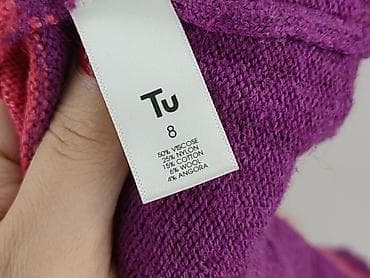 Tu
8
50% VISCOSE
25% NYLON
15% COTTON
6% WOOL
4% ANGORA